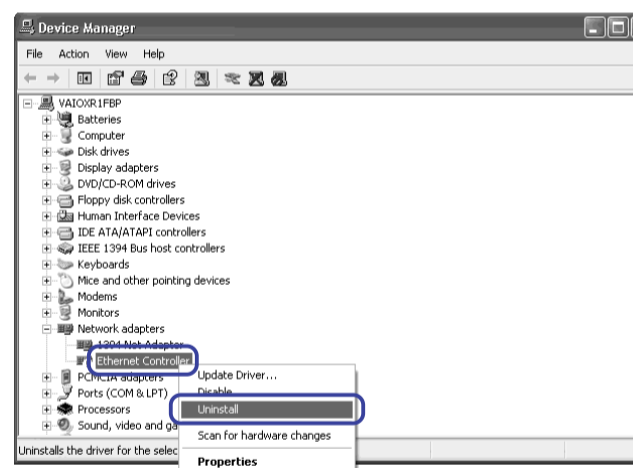 Device Manager
File Action View Help
VAIOXR1FBP
Batteries
Computer
Disk drives
Display adapters
DVD/CD-ROM drives
Floppy disk controllers
Human Interface Devices
IDE ATA/ATAPI controllers
IEEE 1394 Bus host controllers
Keyboards
Mice and other pointing devices
Modems
Monitors
Network adapters
1394 Net Adapter
Ethernet Controller
PCMCIA adapters
Ports (COM & LPT)
Processors
Sound, video and ga
Update Driver...
Disable
Uninstall
Scan for hardware changes
Properties
Uninstalls the driver for the selec